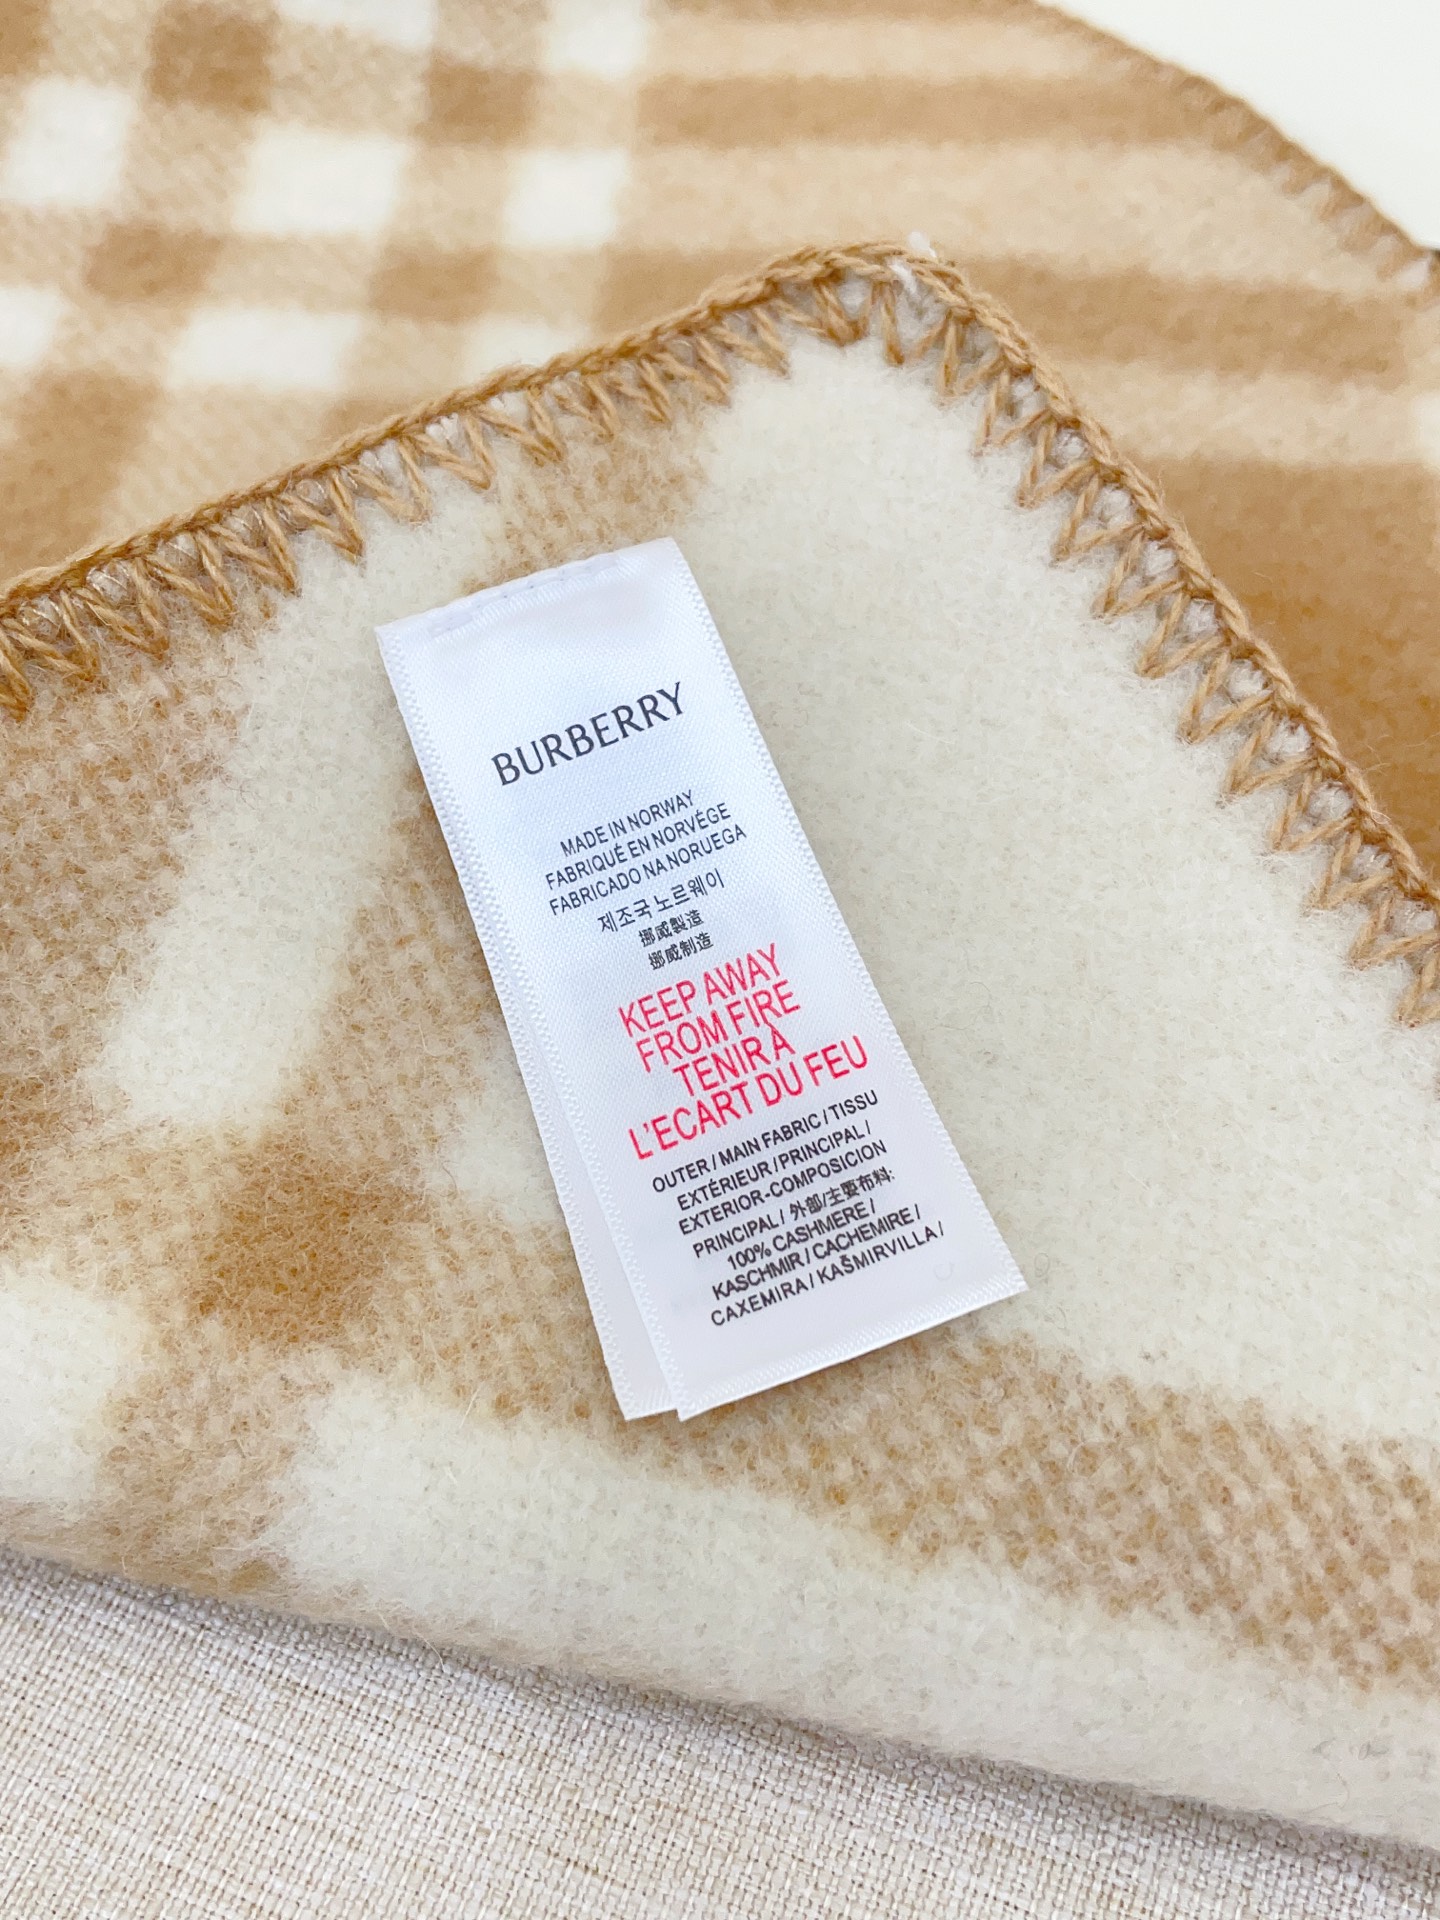 BURBERRY
MADE IN NORWAY
FABRIQUÉ EN NORVÉGE
FABRICADO NA NORUEGA
제조국 노르웨이
挪威製造
挪威制造
KEEP AWAY
FROM FIRE
TENIR À
L'ECART DU FEU
OUTER / MAIN FABRIC / TISSU
EXTÉRIEUR / PRINCIPAL /
EXTERIOR-COMPOSICION
PRINCIPAL / 外部/主要布料:
100% CASHMERE /
KASCHMIR / CACHEMIRE /
CAXEMIRA / KAŠMIRVILLA /